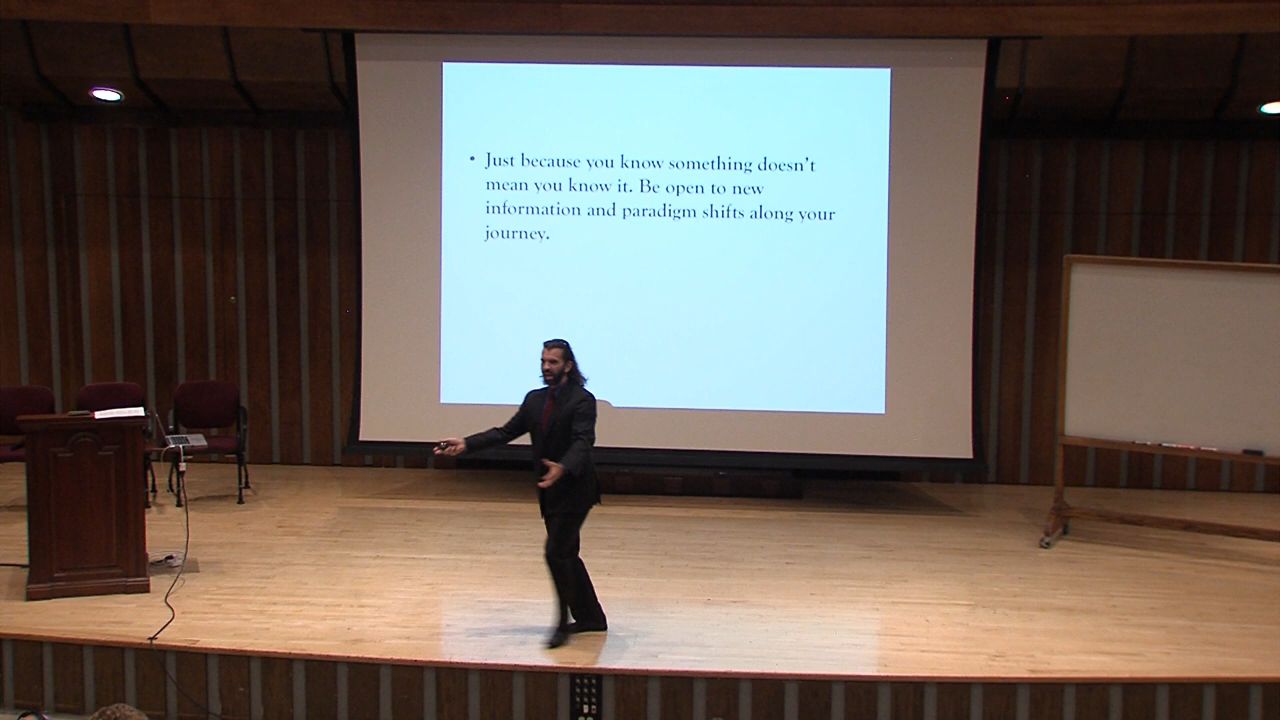 • Just because you know something doesn't
mean you know it. Be open to new
information and paradigm shifts along your
journey.